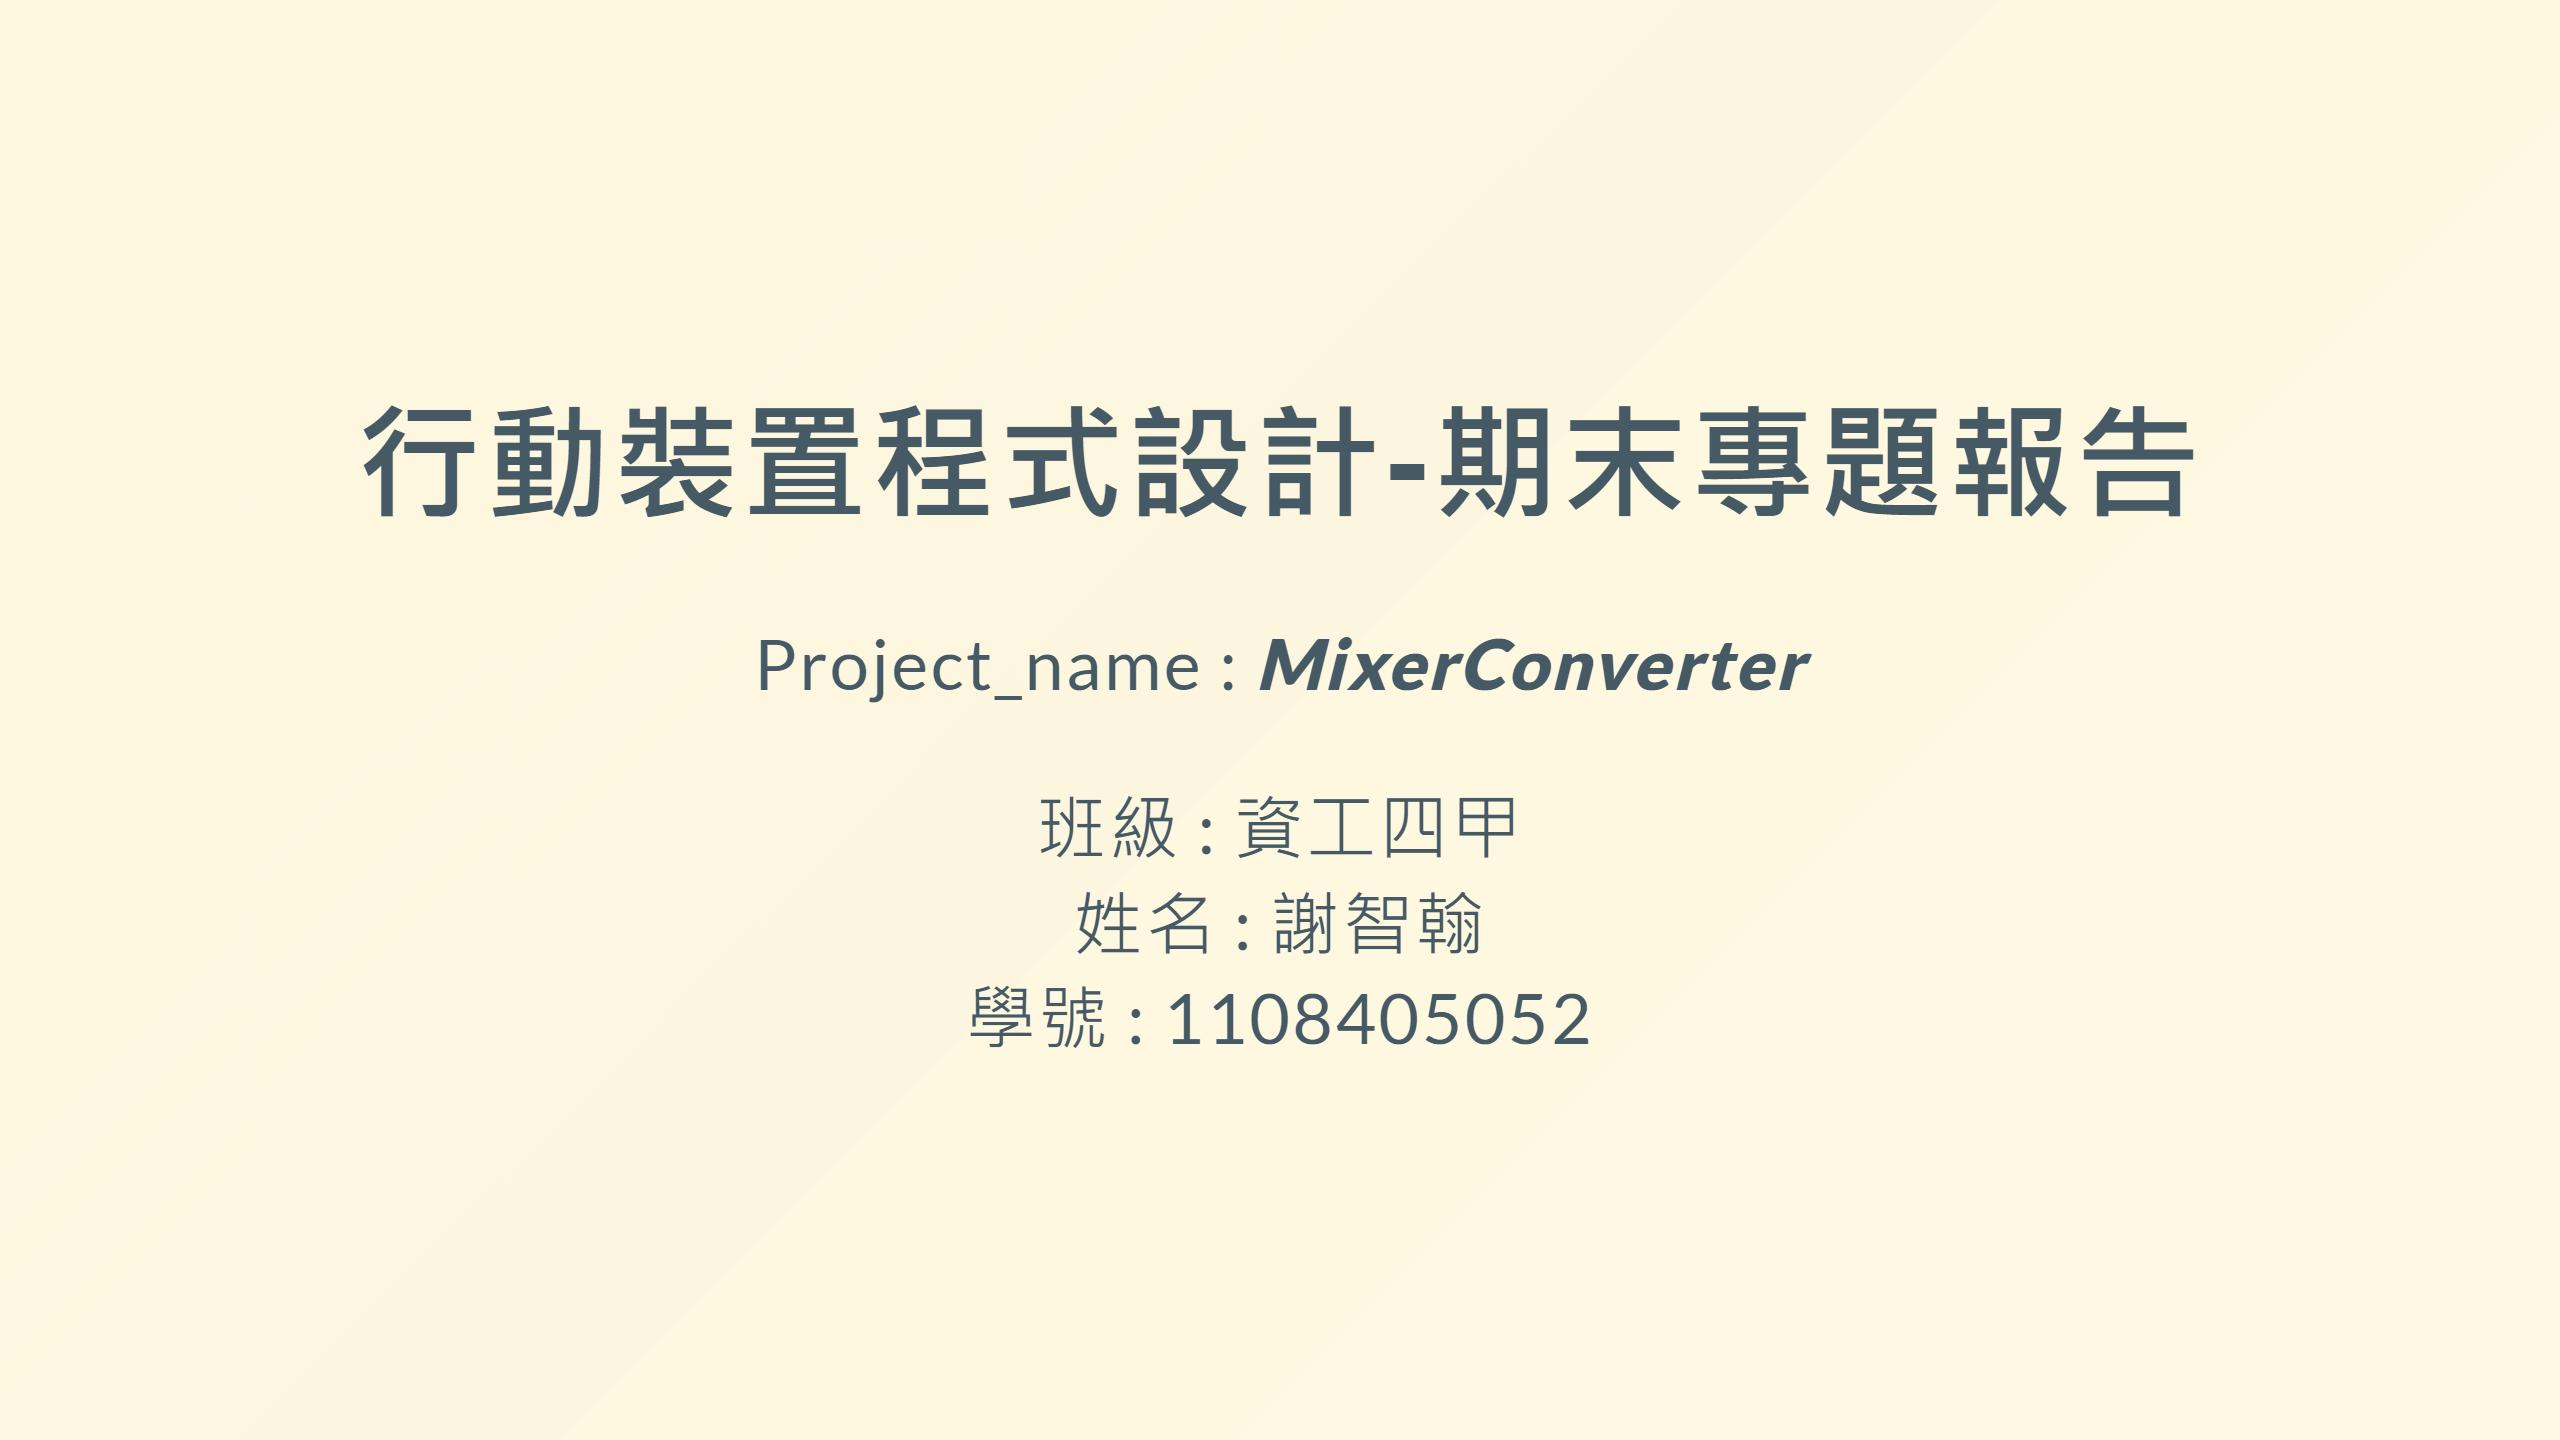 行動裝置程式設計-期末專題報告
Project_name : MixerConverter
班級 : 資工四甲
姓名 : 謝智翰
學號 : 1108405052